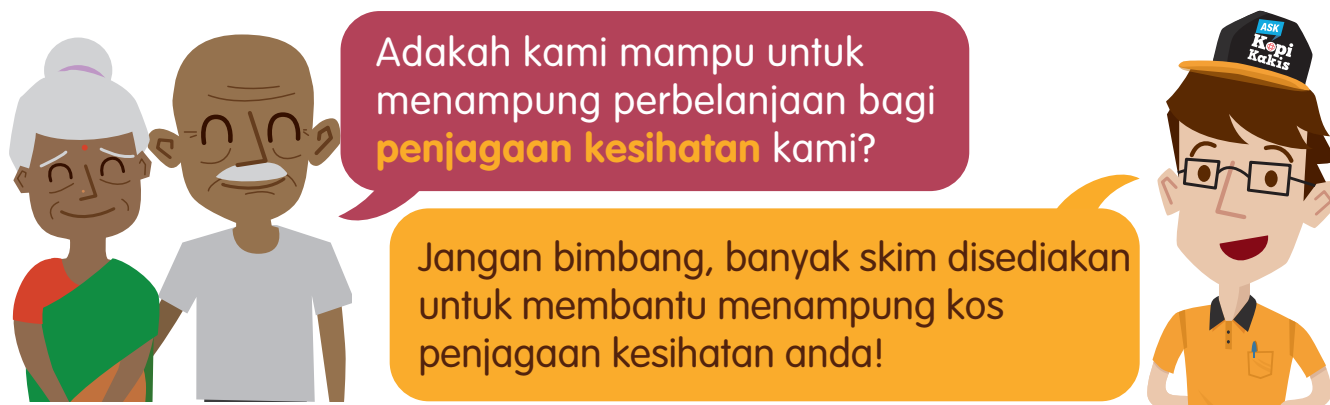 Adakah kami mampu untuk
menampung perbelanjaan bagi
penjagaan kesihatan kami?
ASK
Kopi
Kakis
Jangan bimbang, banyak skim disediakan
untuk membantu menampung kos
penjagaan kesihatan anda!